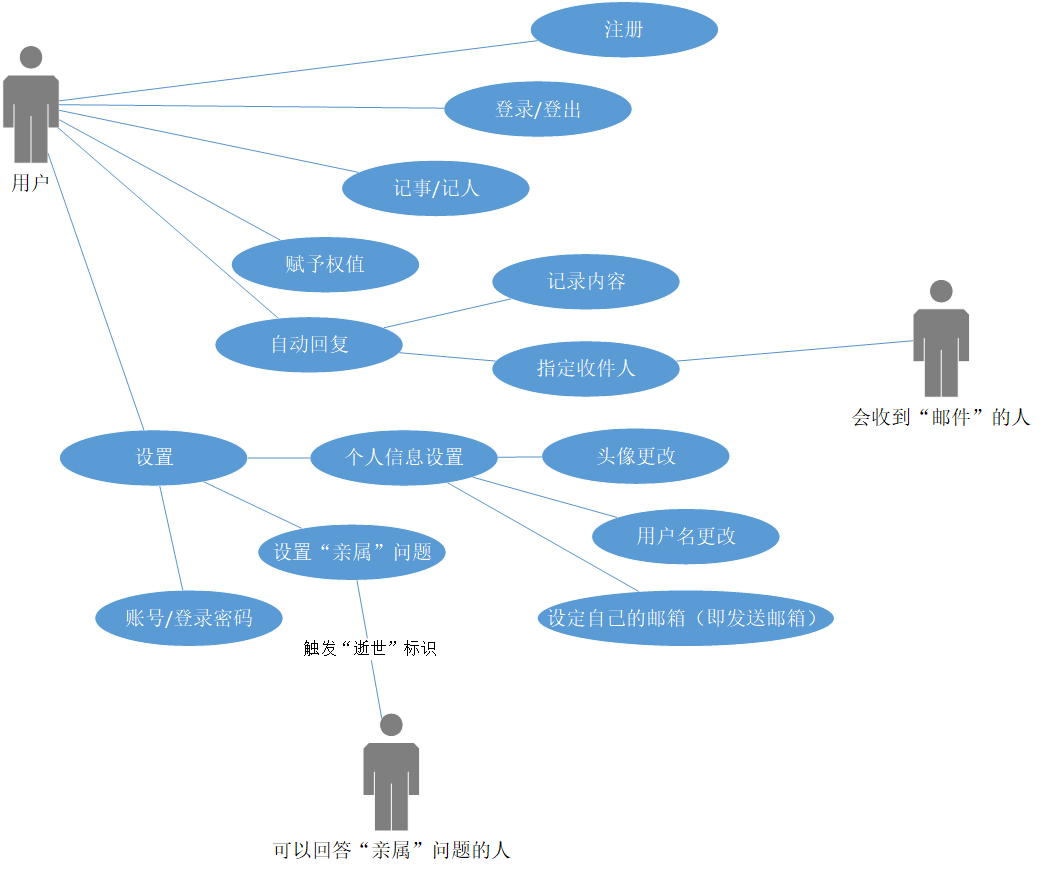 注册
登录/登出
用户
记事/记人
赋予权值
记录内容
自动回复
指定收件人
会收到“邮件”的人
设置
个人信息设置
头像更改
用户名更改
设置“亲属”问题
账号/登录密码
设定自己的邮箱（即发送邮箱）
触发“逝世”标识
可以回答“亲属”问题的人